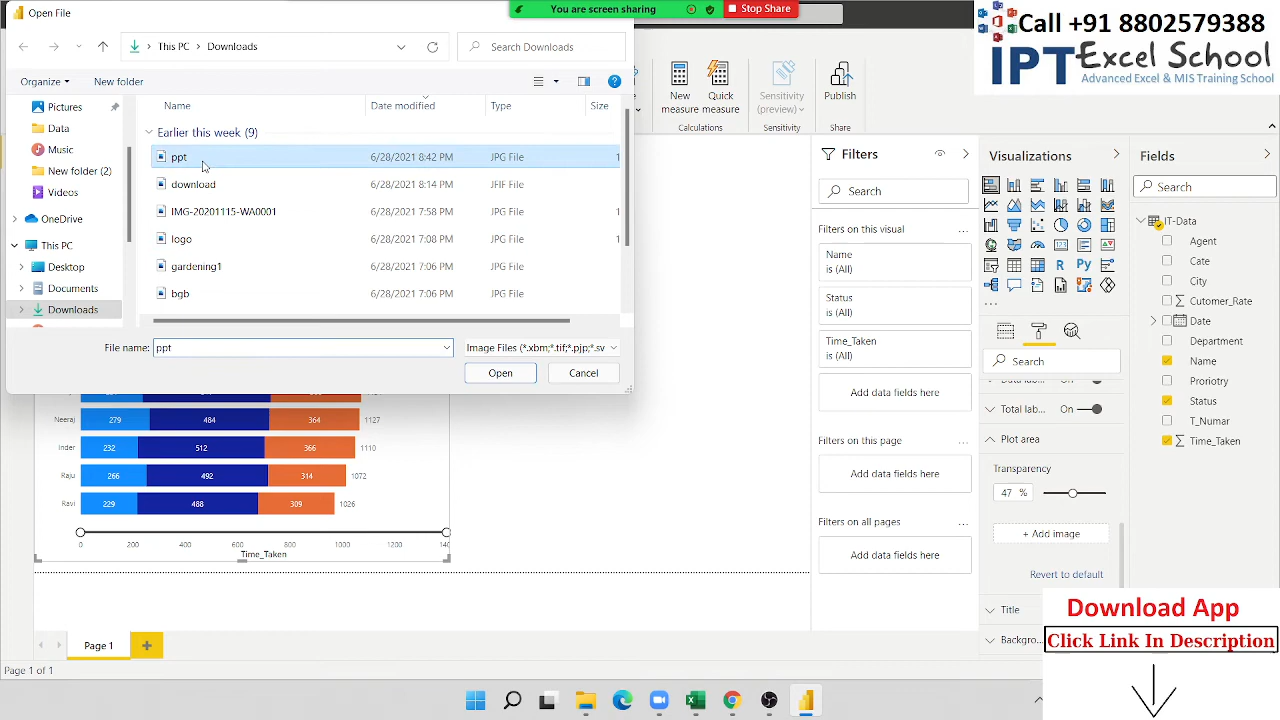 Open File
You are screen sharing
Stop Share
Call +91 8802579388
IPT Excel School
Advanced Excel & MIS Training School
This PC > Downloads
Search Downloads
Organize
New folder
New measure
Quick measure
Sensitivity (preview)
Publish
Calculations
Sensitivity
Share
Pictures
Data
Music
New folder (2)
Videos
OneDrive
This PC
Desktop
Documents
Downloads
Name
Date modified
Type
Size
Earlier this week (9)
ppt 6/28/2021 8:42 PM JPG File 1
download 6/28/2021 8:14 PM JFIF File
IMG-20201115-WA0001 6/28/2021 7:58 PM JPG File 1
logo 6/28/2021 7:08 PM JPG File 1
gardening1 6/28/2021 7:06 PM JPG File
bgb 6/28/2021 7:06 PM JPG File
File name: ppt
Image Files (*.xbm;*.tif;*.pjp;*.sv
Open
Cancel
Neeraj 279 484 364 1127
Inder 232 512 366 1110
Raju 266 492 314 1072
Ravi 229 488 309 1026
0 200 400 600 800 1000 1200 140
Time_Taken
Page 1
Page 1 of 1
Filters
Search
Filters on this visual
Name
is (All)
Status
is (All)
Time_Taken
is (All)
Add data fields here
Filters on this page
Add data fields here
Filters on all pages
Add data fields here
Visualizations
Search
Total lab... On
Plot area
Transparency
47 %
+ Add image
Revert to default
Title
Backgro...
Fields
Search
IT-Data
Agent
Cate
City
Cutomer_Rate
Date
Department
Name
Proriotry
Status
T_Numar
Time_Taken
Download App
Click Link In Description